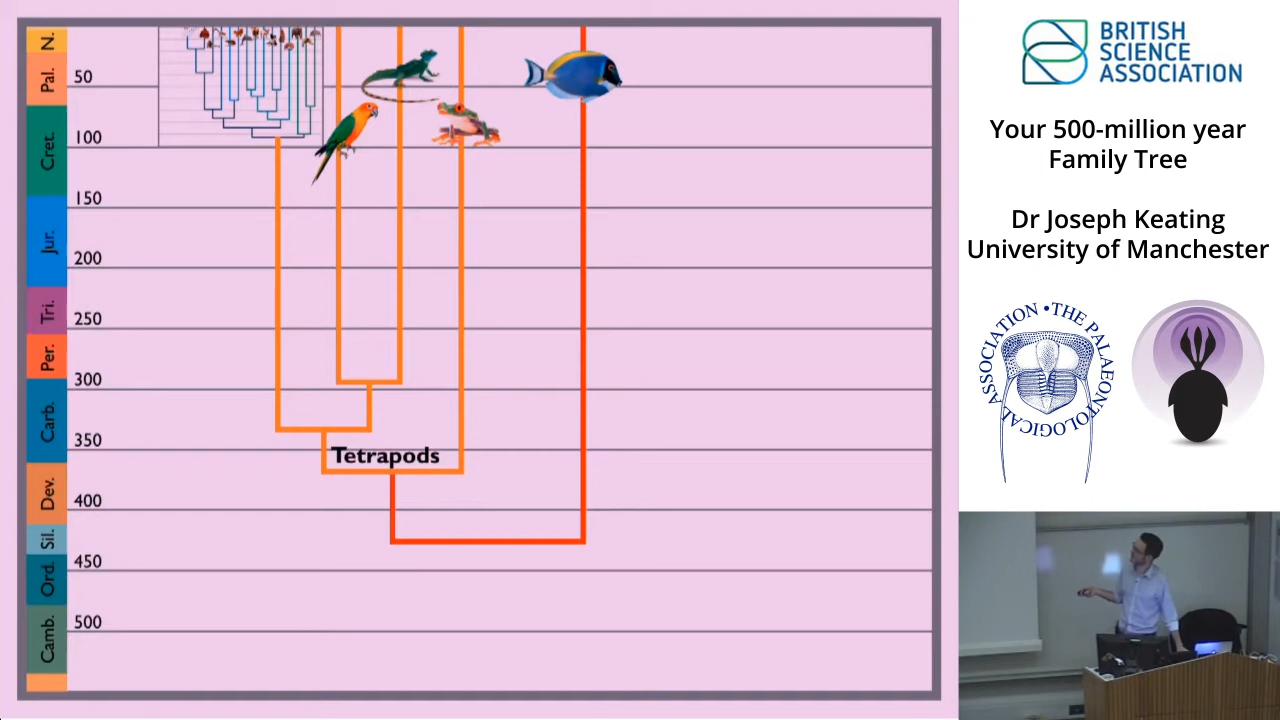 N.
Pal.
50
Cret.
100
150
Jur.
200
Tri.
250
Per.
300
Carb.
350
Tetrapods
Dev.
400
Sil.
450
Ord.
500
Camb.
BRITISH
SCIENCE
ASSOCIATION
Your 500-million year
Family Tree
Dr Joseph Keating
University of Manchester
THE PALAEONTOLOGICAL ASSOCIATION •